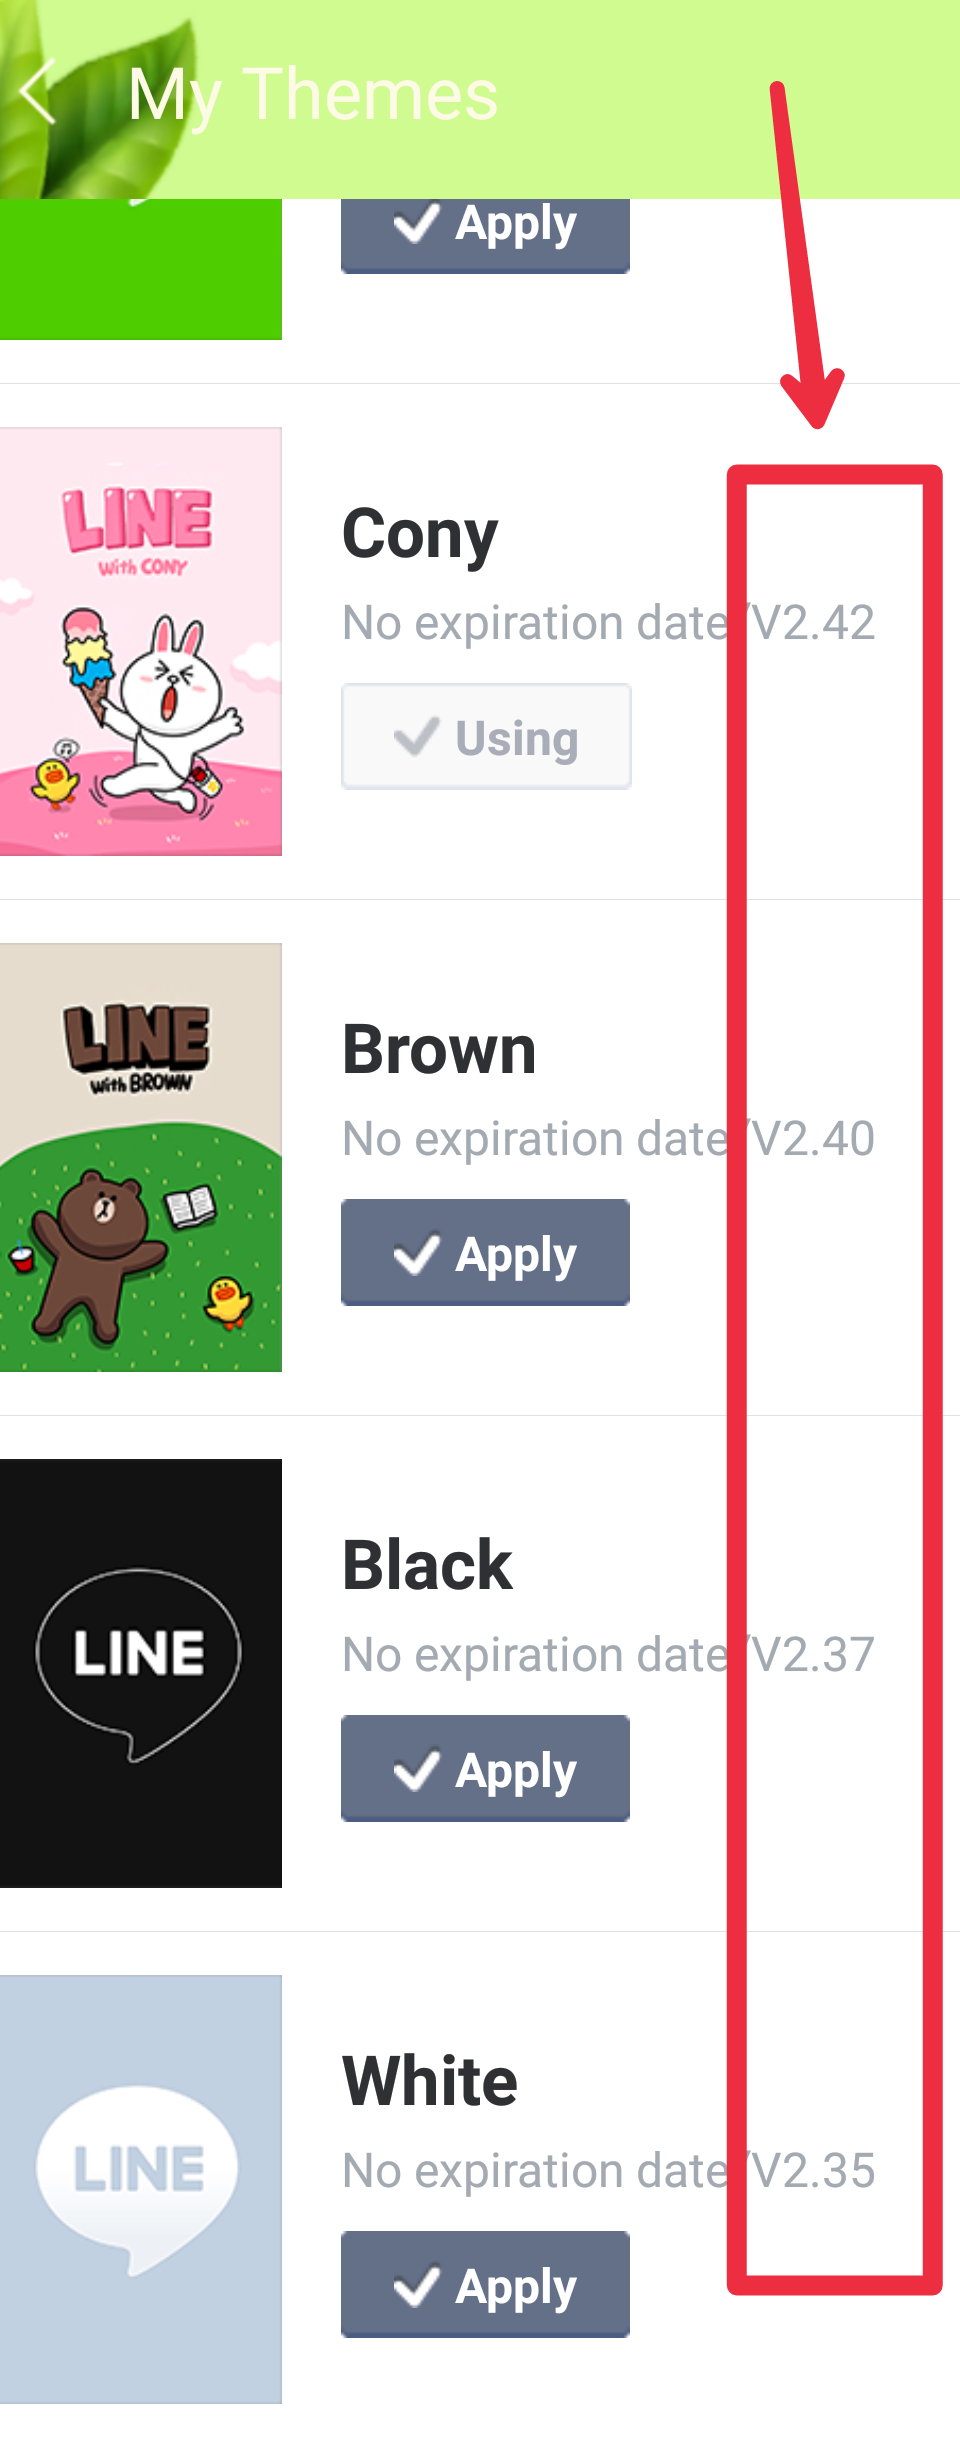 My Themes
Apply
LINE
with CONY
Cony
No expiration date/V2.42
Using
LINE
with BROWN
Brown
No expiration date/V2.40
Apply
LINE
Black
No expiration date/V2.37
Apply
LINE
White
No expiration date/V2.35
Apply